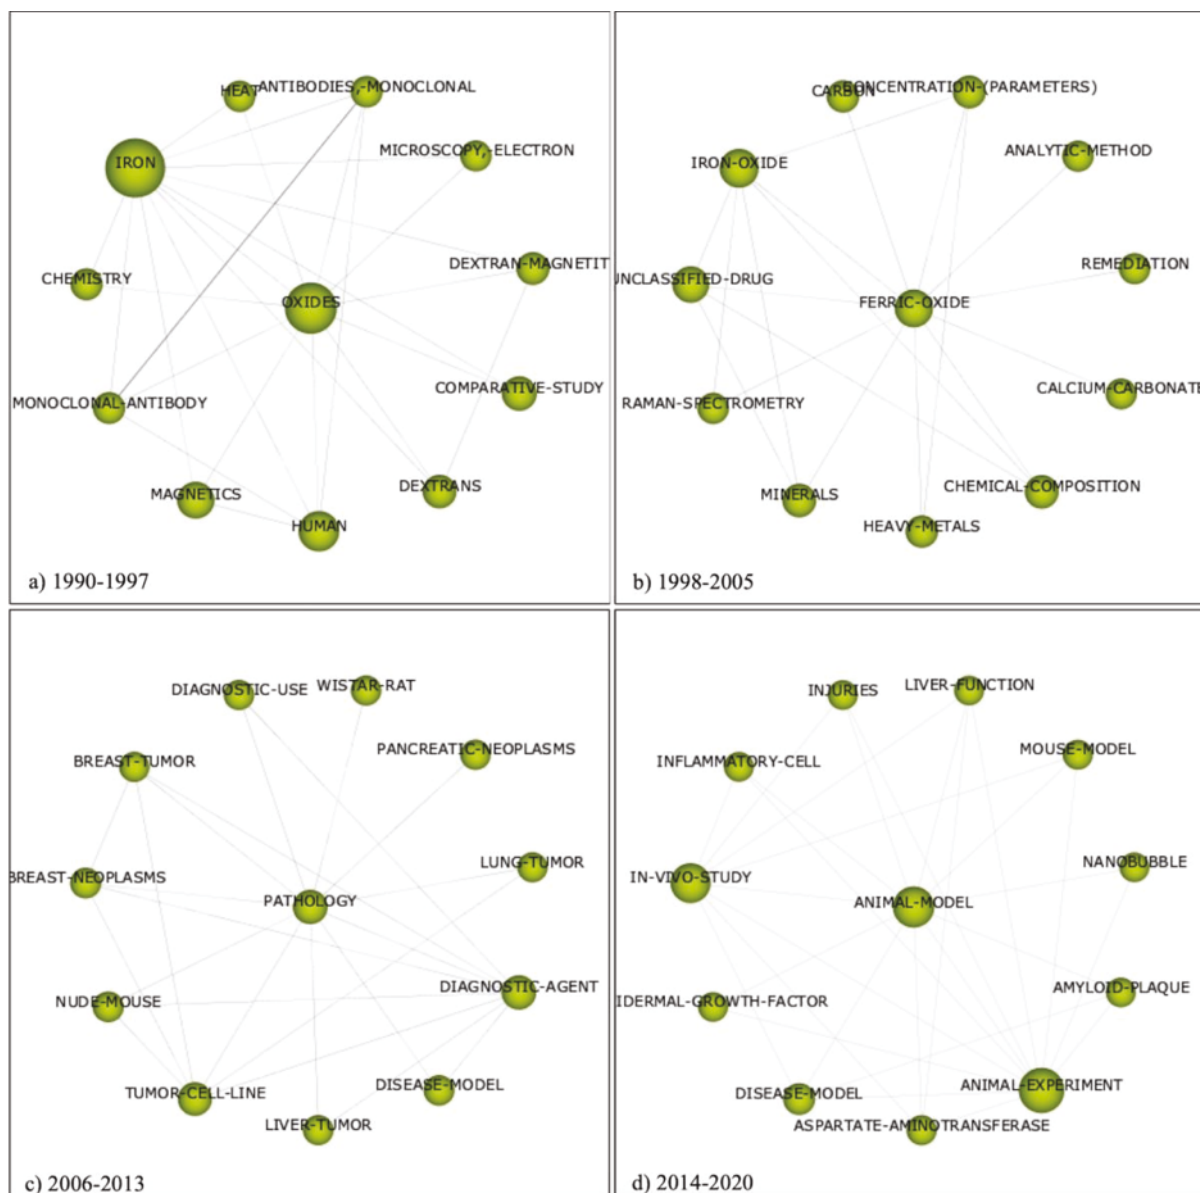 HEAT ANTIBODIES,-MONOCLONAL
MICROSCOPY,-ELECTRON
IRON
DEXTRAN-MAGNETIT
CHEMISTRY
OXIDES
COMPARATIVE-STUDY
MONOCLONAL-ANTIBODY
DEXTRANS
MAGNETICS
HUMAN
a) 1990-1997
CARBON CONCENTRATION-(PARAMETERS)
ANALYTIC-METHOD
IRON-OXIDE
REMEDIATION
UNCLASSIFIED-DRUG
FERRIC-OXIDE
CALCIUM-CARBONATE
RAMAN-SPECTROMETRY
CHEMICAL-COMPOSITION
MINERALS
HEAVY-METALS
b) 1998-2005
DIAGNOSTIC-USE WISTAR-RAT
PANCREATIC-NEOPLASMS
BREAST-TUMOR
LUNG-TUMOR
BREAST-NEOPLASMS
PATHOLOGY
DIAGNOSTIC-AGENT
NUDE-MOUSE
DISEASE-MODEL
TUMOR-CELL-LINE
LIVER-TUMOR
c) 2006-2013
INJURIES LIVER-FUNCTION
MOUSE-MODEL
INFLAMMATORY-CELL
NANOBUBBLE
IN-VIVO-STUDY
ANIMAL-MODEL
AMYLOID-PLAQUE
IDERMAL-GROWTH-FACTOR
ANIMAL-EXPERIMENT
DISEASE-MODEL
ASPARTATE-AMINOTRANSFERASE
d) 2014-2020